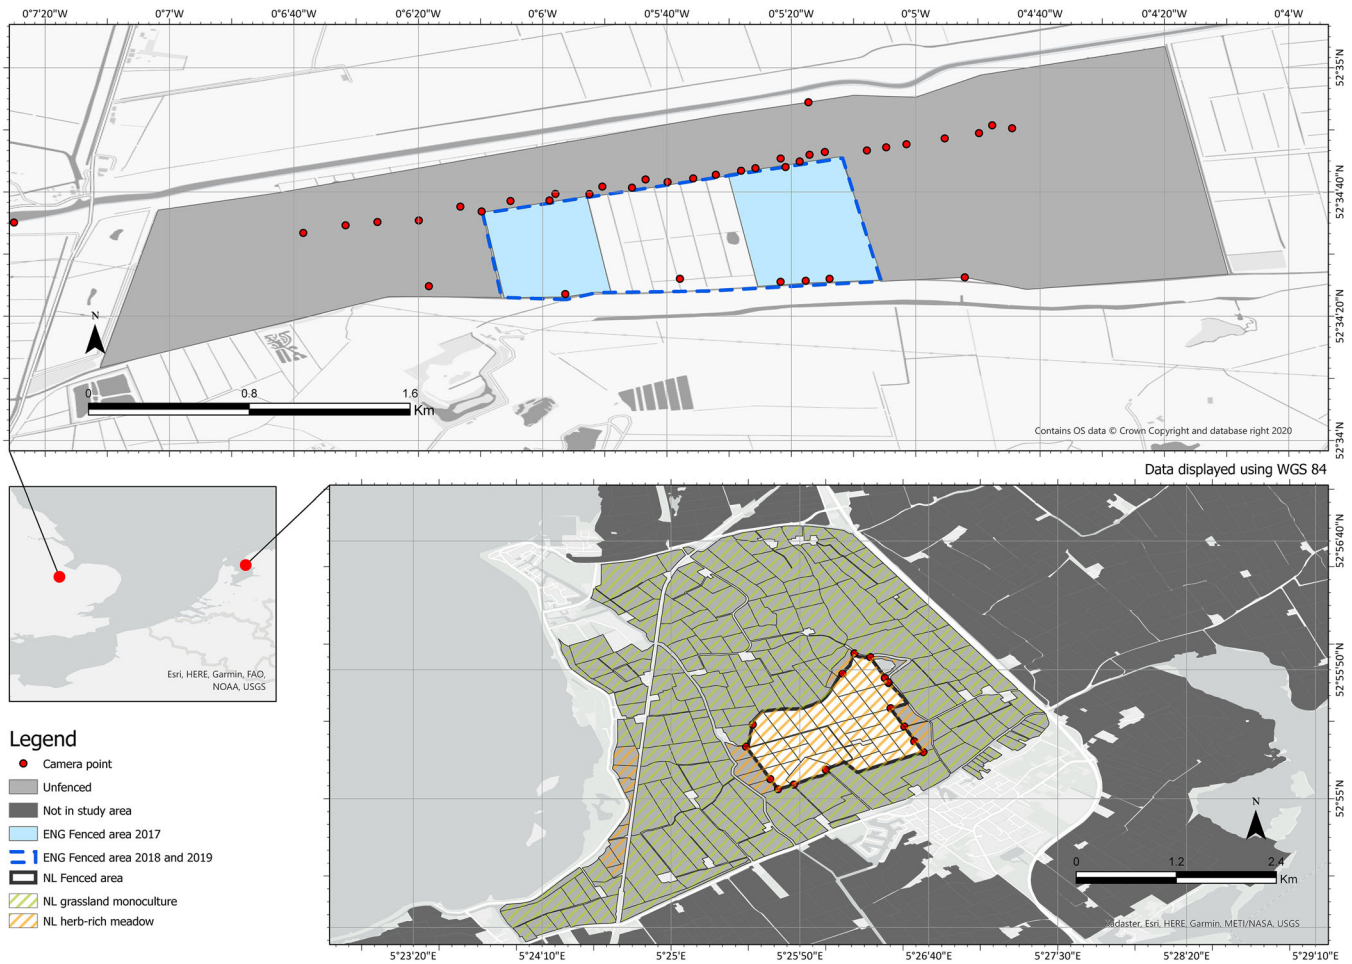 0°7'20"W 0°7'W 0°6'40"W 0°6'20"W 0°6'W 0°5'40"W 0°5'20"W 0°5'W 0°4'40"W 0°4'20"W 0°4'W
52°35'N
52°34'40"N
52°34'20"N
52°34'N
N
0 0.8 1.6
Km
Contains OS data © Crown Copyright and database right 2020
Data displayed using WGS 84
Esri, HERE, Garmin, FAO,
NOAA, USGS
Legend
Camera point
Unfenced
Not in study area
ENG Fenced area 2017
ENG Fenced area 2018 and 2019
NL Fenced area
NL grassland monoculture
NL herb-rich meadow
52°56'40"N
52°55'50"N
52°55'N
N
0 1.2 2.4
Km
Kadaster, Esri, HERE, Garmin, METI/NASA, USGS
5°23'20"E 5°24'10"E 5°25'E 5°25'50"E 5°26'40"E 5°27'30"E 5°28'20"E 5°29'10"E